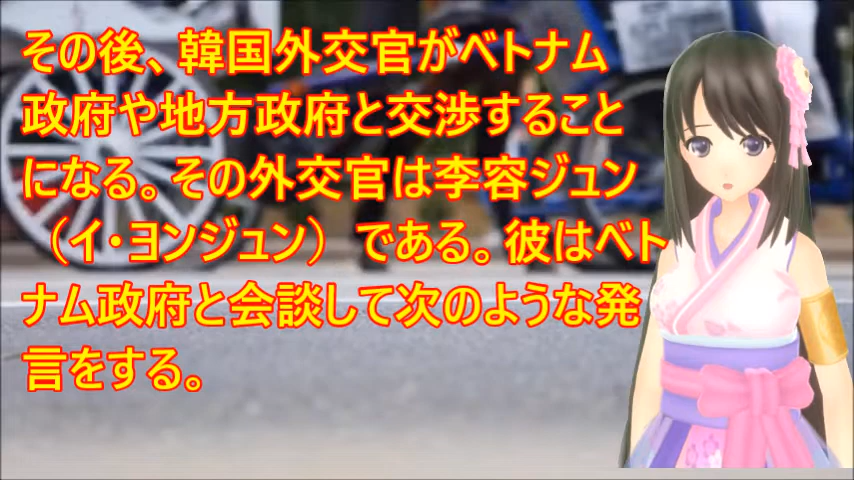 その後、韓国外交官がベトナム
政府や地方政府と交渉すること
になる。その外交官は李容ジュン
（イ・ヨンジュン）である。彼はベト
ナム政府と会談して次のような発
言をする。